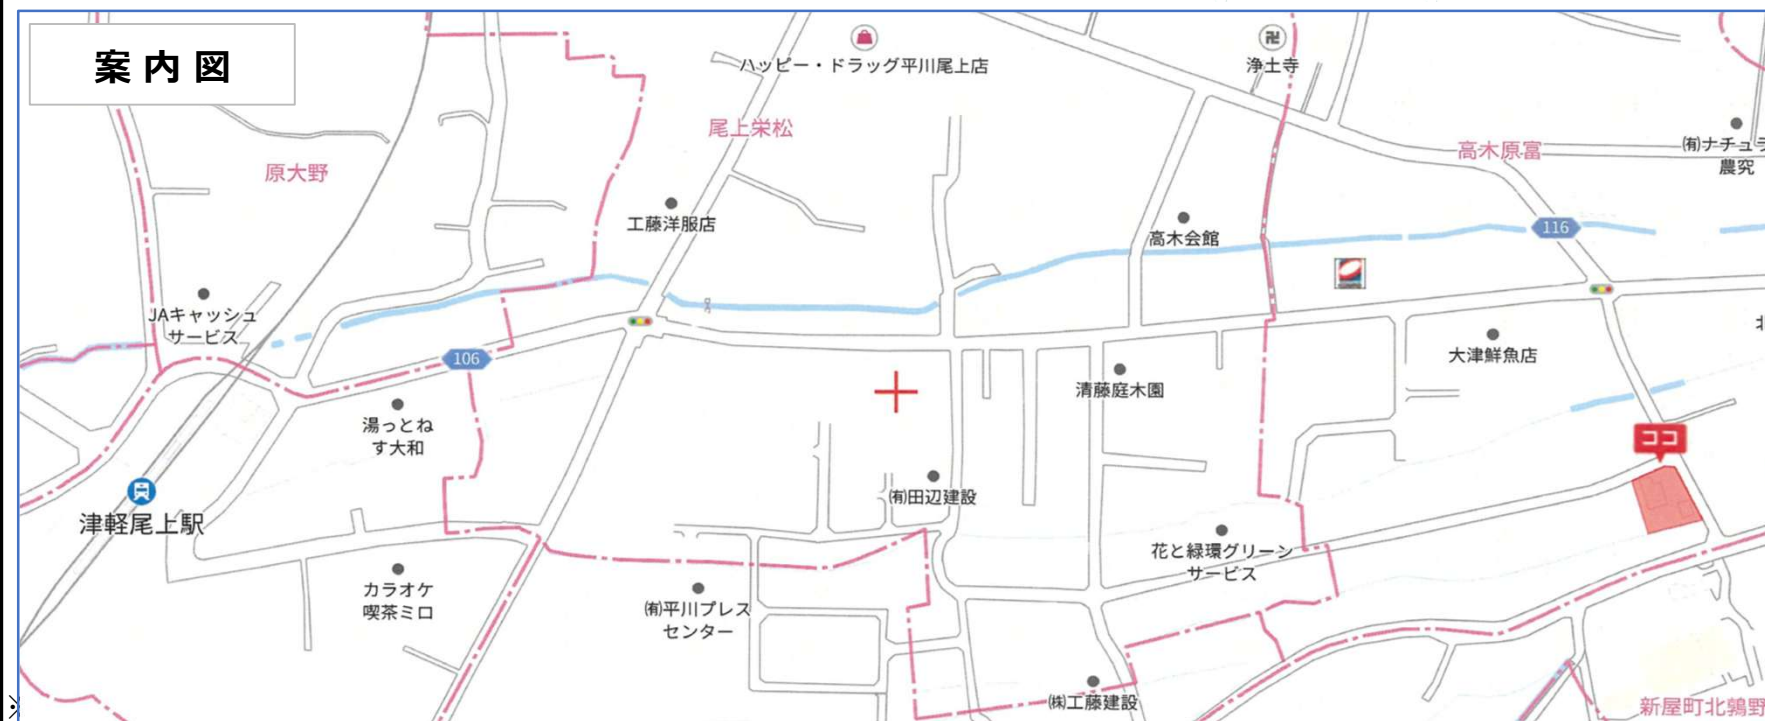 案内図
ハッピー・ドラッグ平川尾上店
浄土寺
尾上栄松
高木原富
㈲ナチュラ
農究
原大野
工藤洋服店
高木会館
116
JAキャッシュ
サービス
106
大津鮮魚店
北
湯っとね
す大和
清藤庭木園
ココ
㈲田辺建設
津軽尾上駅
花と緑環グリーン
サービス
カラオケ
喫茶ミロ
㈲平川プレス
センター
㈱工藤建設
新屋町北鶉野
※